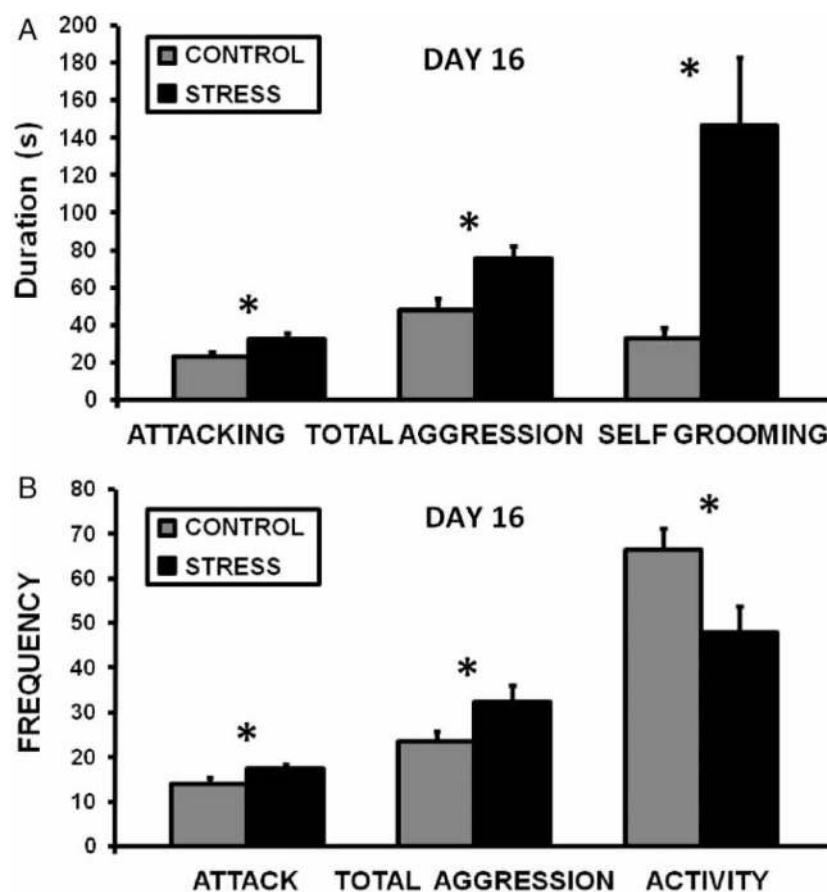 A
200
180
160
140
120
100
80
60
40
20
0
Duration (s)
CONTROL
STRESS
DAY 16
*
*
*
ATTACKING TOTAL AGGRESSION SELF GROOMING
B
80
70
60
50
40
30
20
10
0
FREQUENCY
CONTROL
STRESS
DAY 16
*
*
*
ATTACK TOTAL AGGRESSION ACTIVITY